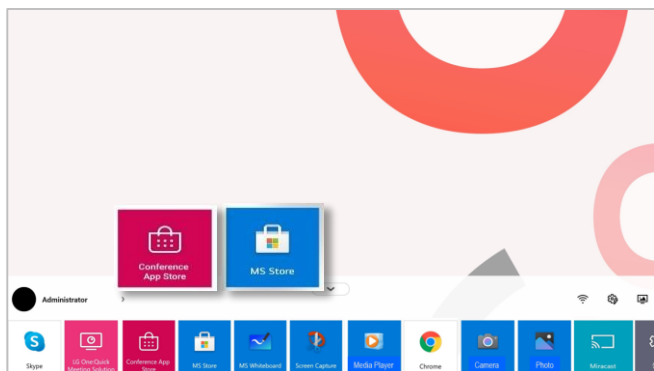 Conference
App Store
MS Store
Administrator
Skype
LG One:Quick
Meeting Solution
Conference App
Store
MS Store
MS Whiteboard
Screen Capture
Media Player
Chrome
Camera
Photo
Miracast